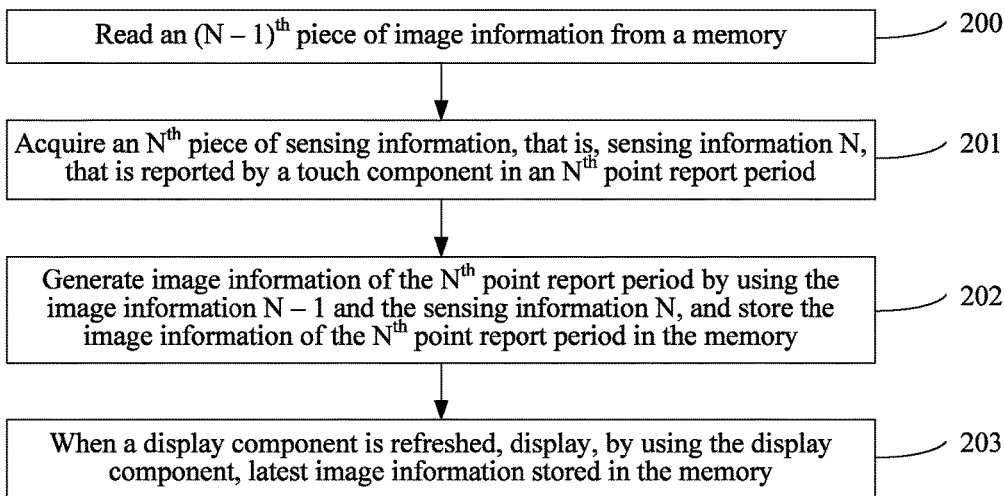 Read an (N – 1)th piece of image information from a memory
200
Acquire an Nth piece of sensing information, that is, sensing information N,
that is reported by a touch component in an Nth point report period
201
Generate image information of the Nth point report period by using the
image information N – 1 and the sensing information N, and store the
image information of the Nth point report period in the memory
202
When a display component is refreshed, display, by using the display
component, latest image information stored in the memory
203